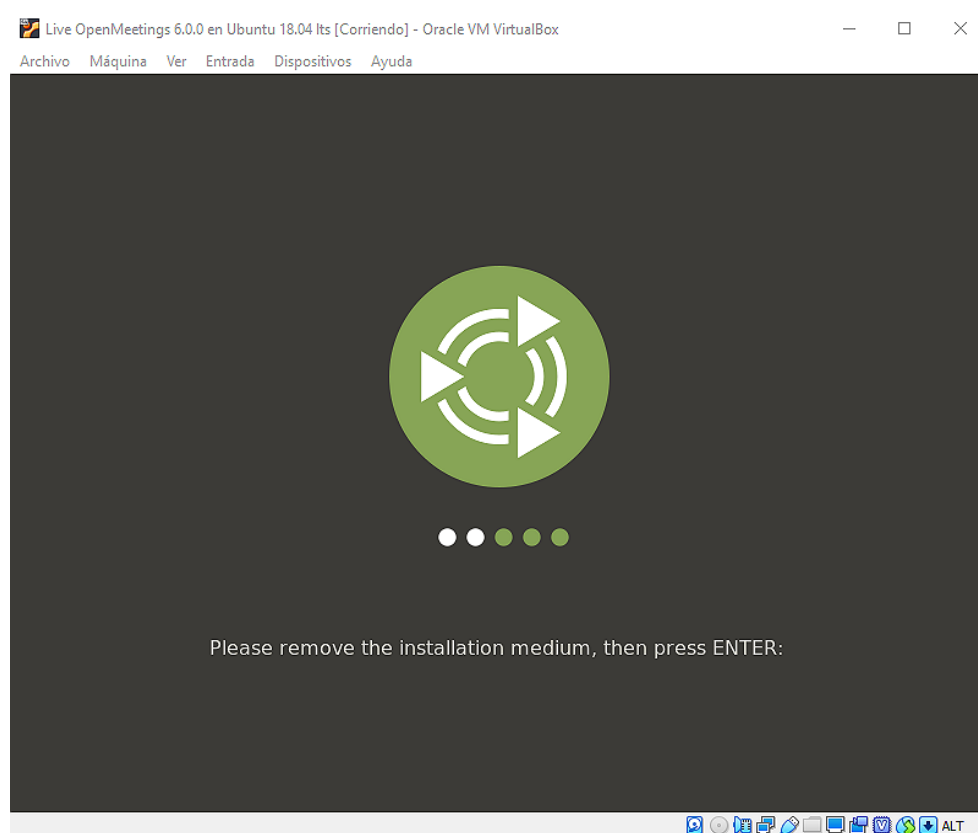 Live OpenMeetings 6.0.0 en Ubuntu 18.04 lts [Corriendo] - Oracle VM VirtualBox
Archivo Máquina Ver Entrada Dispositivos Ayuda
Please remove the installation medium, then press ENTER:
ALT